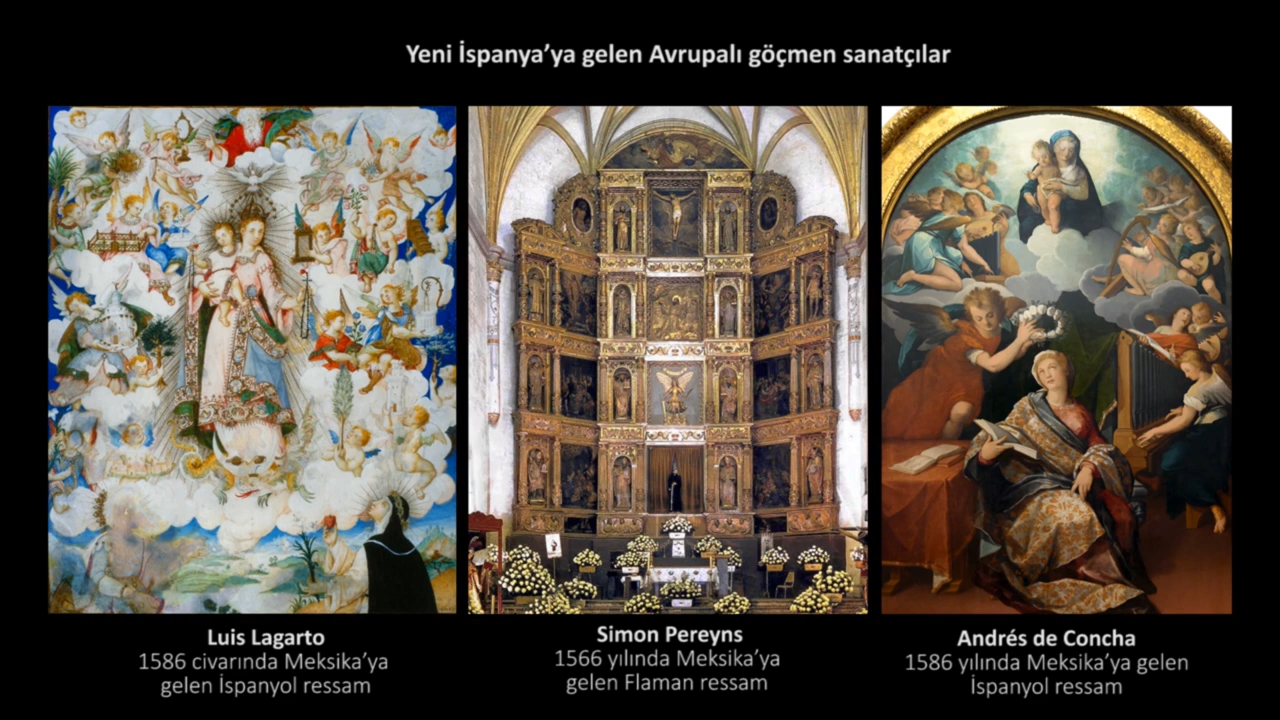 Yeni İspanya’ya gelen Avrupalı göçmen sanatçılar
Luis Lagarto
1586 civarında Meksika’ya
gelen İspanyol ressam
Simon Pereyns
1566 yılında Meksika’ya
gelen Flaman ressam
Andrés de Concha
1586 yılında Meksika’ya gelen
İspanyol ressam